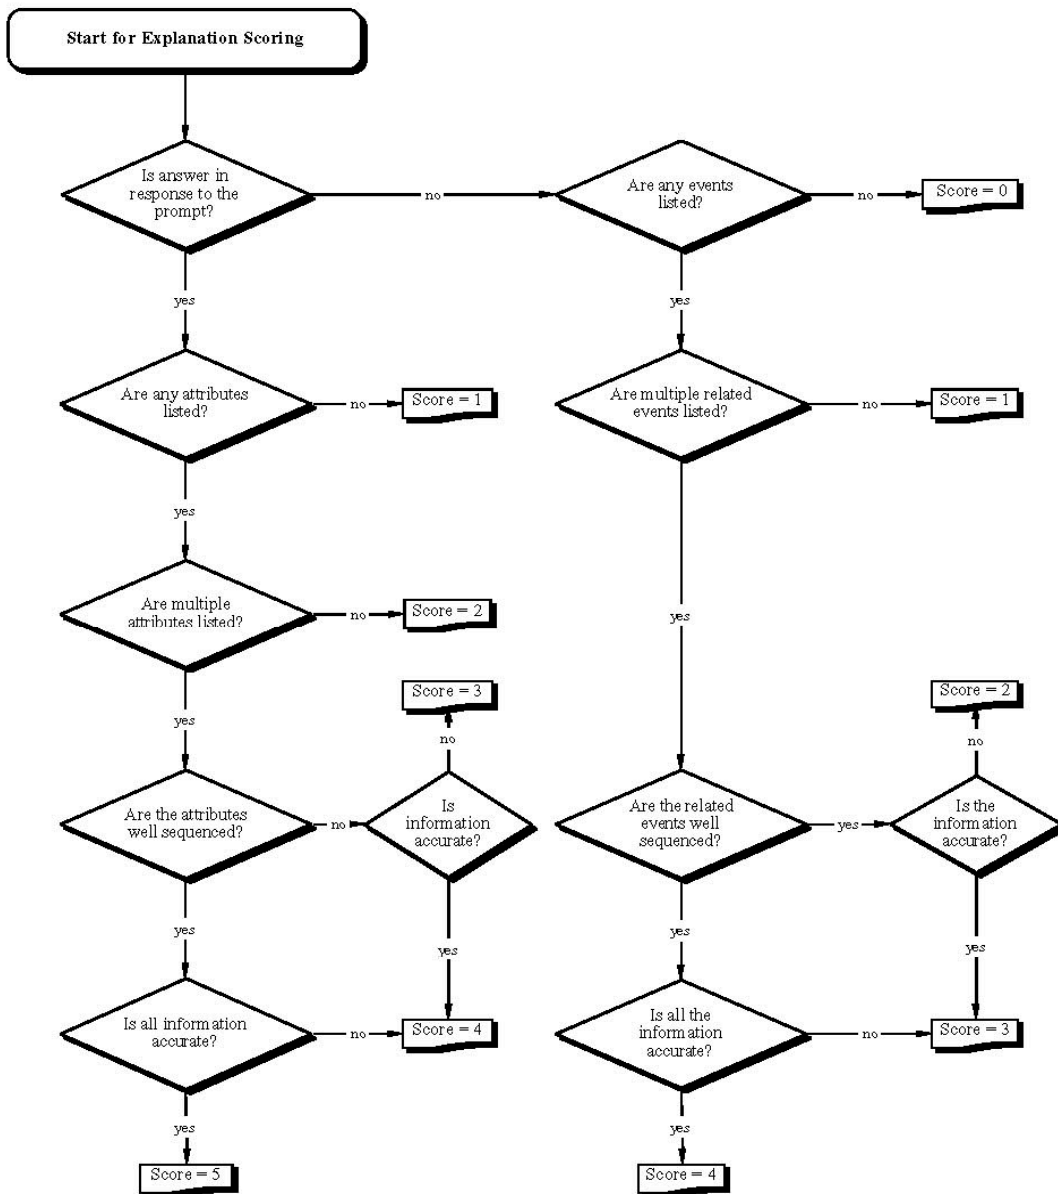 Start for Explanation Scoring
Is answer in
response to the
prompt?
no
Are any events
listed?
no
Score = 0
yes
yes
Are any attributes
listed?
no
Score = 1
Are multiple related
events listed?
no
Score = 1
yes
Are multiple
attributes listed?
no
Score = 2
yes
yes
Score = 3
Score = 2
no
no
Are the attributes
well sequenced?
no
Is
information
accurate?
Are the related
events well
sequenced?
yes
Is the
information
accurate?
yes
yes
yes
yes
Is all information
accurate?
no
Score = 4
Is all the
information
accurate?
no
Score = 3
yes
yes
Score = 5
Score = 4